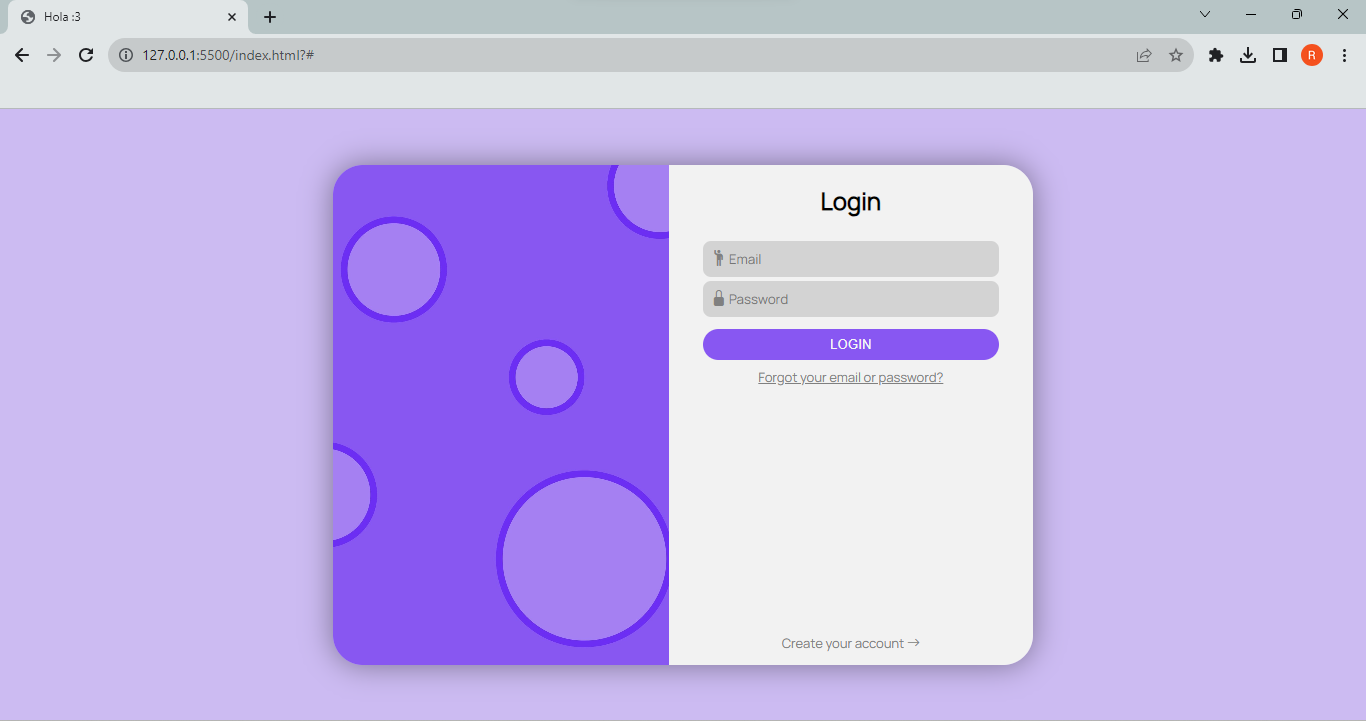 Hola :3
127.0.0.1:5500/index.html?#
R
Login
Email
Password
LOGIN
Forgot your email or password?
Create your account →